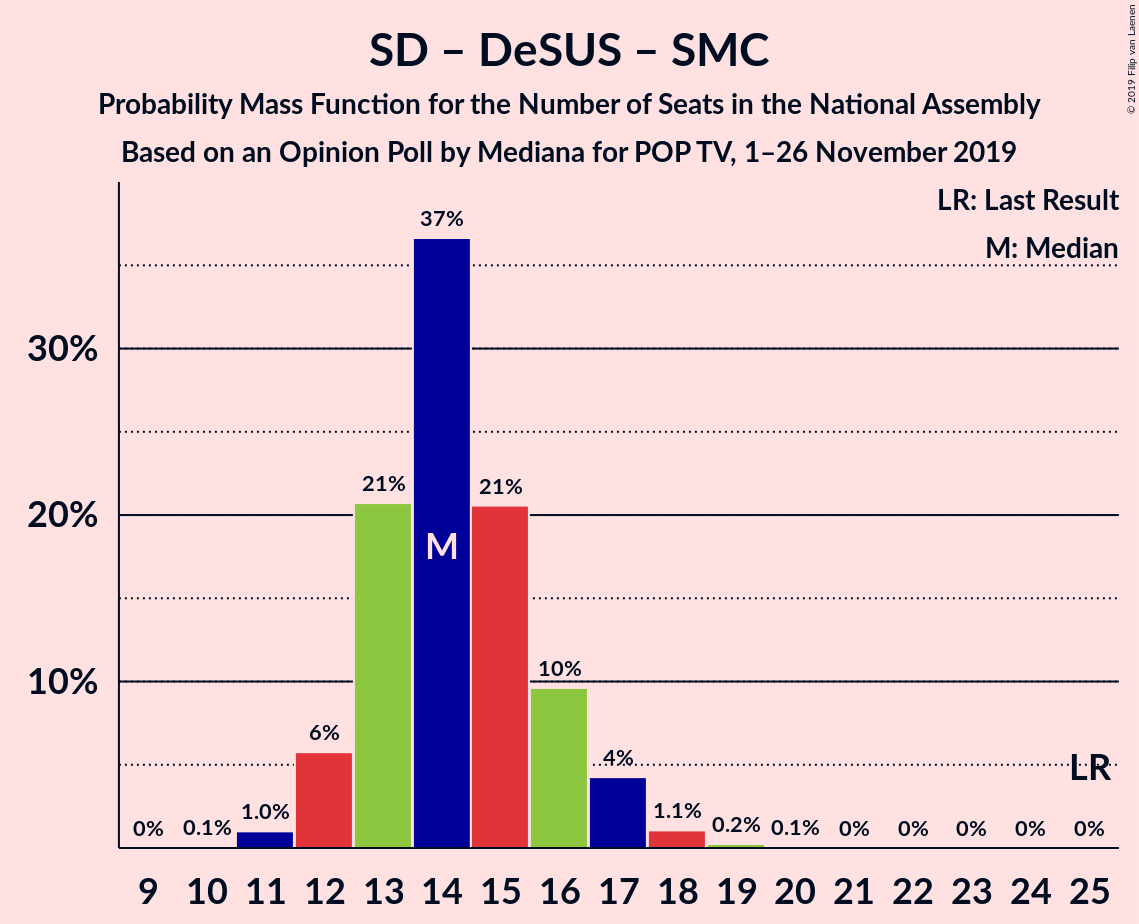 SD – DeSUS – SMC
Probability Mass Function for the Number of Seats in the National Assembly
Based on an Opinion Poll by Mediana for POP TV, 1–26 November 2019
© 2019 Filip van Laenen
LR: Last Result
M: Median
37%
30%
21%
21%
20%
M
10%
10%
6%
4%
LR
1.0%
1.1%
0%
0.1%
0.2%
0.1%
0%
0%
0%
0%
0%
9 10 11 12 13 14 15 16 17 18 19 20 21 22 23 24 25